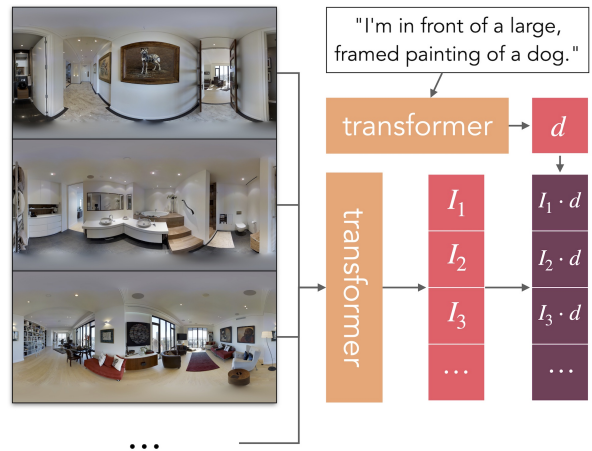 "I'm in front of a large,
framed painting of a dog."
transformer
d
transformer
I₁
I₂
I₃
...
I₁ · d
I₂ · d
I₃ · d
...
...